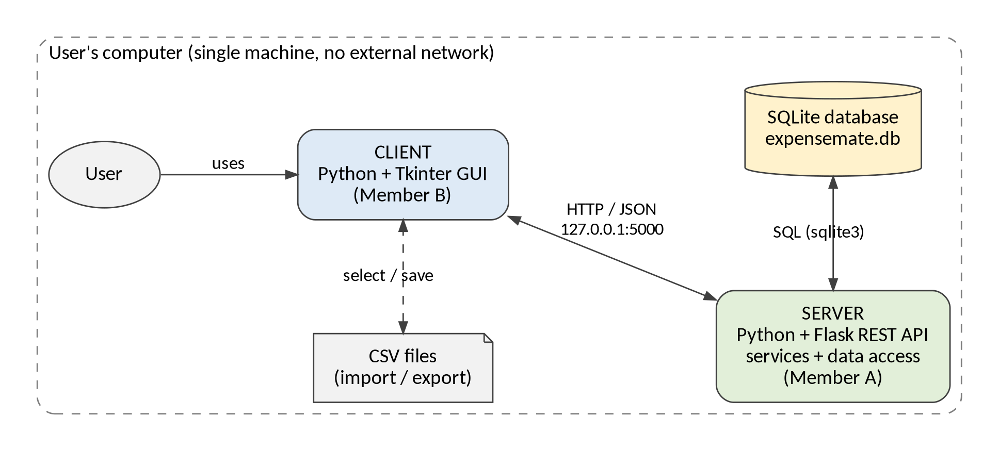 User's computer (single machine, no external network)
User
uses
CLIENT
Python + Tkinter GUI
(Member B)
select / save
CSV files
(import / export)
HTTP / JSON
127.0.0.1:5000
SQLite database
expensemate.db
SQL (sqlite3)
SERVER
Python + Flask REST API
services + data access
(Member A)